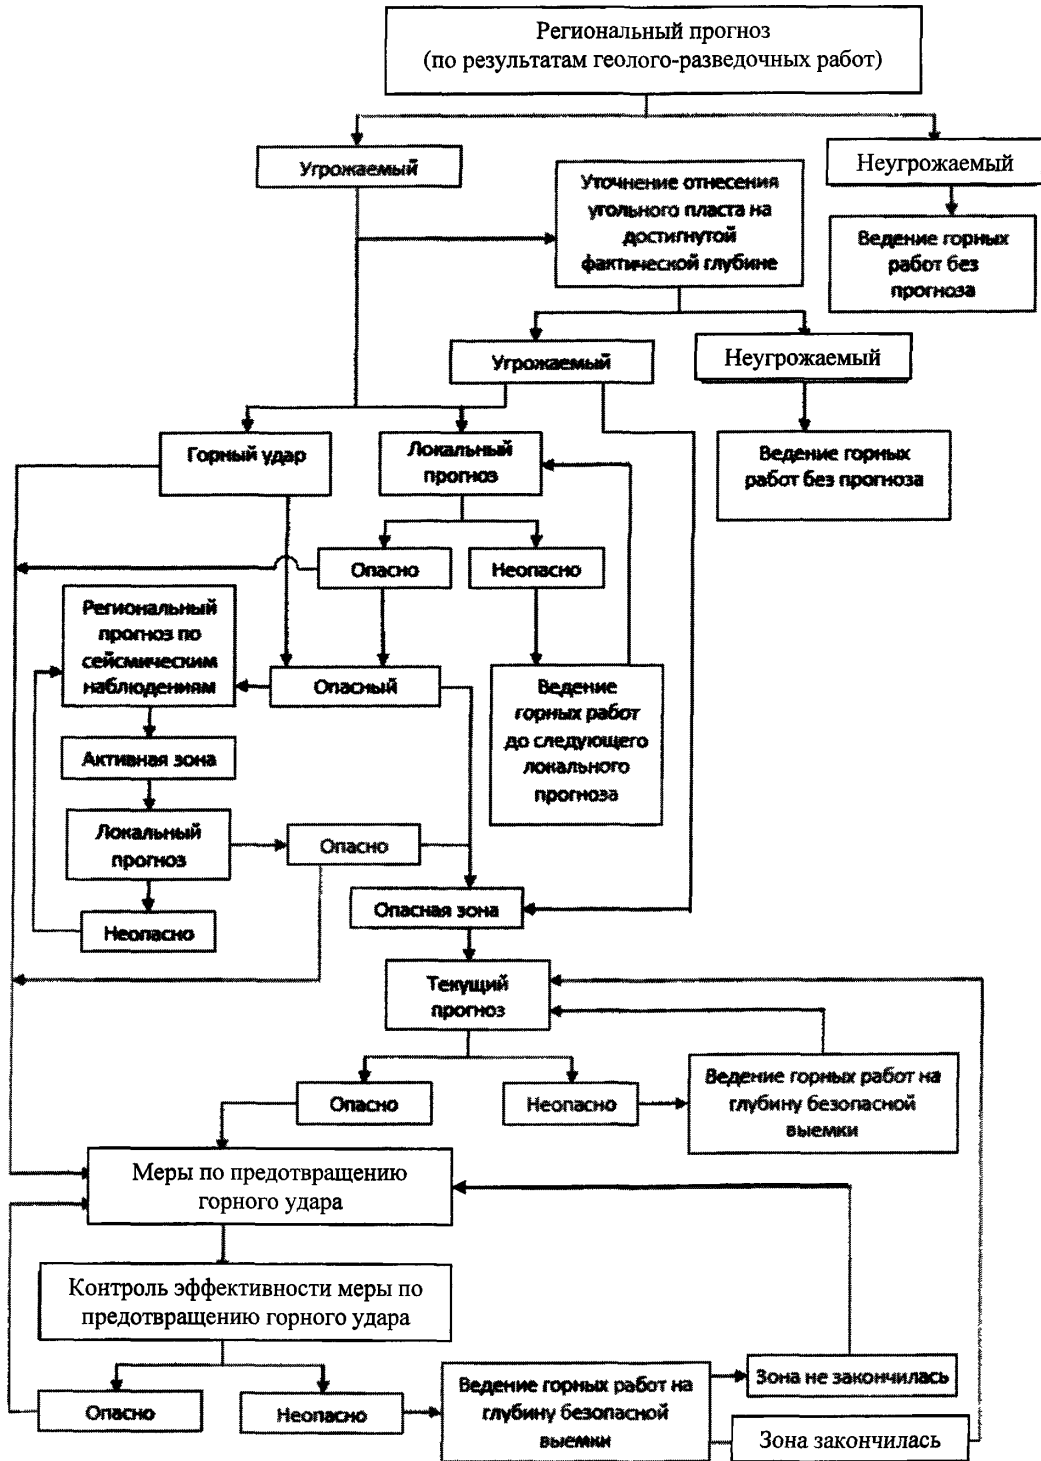 Региональный прогноз
(по результатам геолого-разведочных работ)
Угрожаемый
Неугрожаемый
Уточнение отнесения
угольного пласта на
достигнутой
фактической глубине
Ведение горных
работ без
прогноза
Угрожаемый
Неугрожаемый
Горный удар
Локальный
прогноз
Ведение горных
работ без прогноза
Опасно
Неопасно
Региональный
прогноз по
сейсмическим
наблюдениям
Опасный
Ведение
горных работ
до следующего
локального
прогноза
Активная зона
Локальный
прогноз
Опасно
Опасная зона
Неопасно
Текущий
прогноз
Опасно
Неопасно
Ведение горных работ на
глубину безопасной
выемки
Меры по предотвращению
горного удара
Контроль эффективности меры по
предотвращению горного удара
Опасно
Неопасно
Ведение горных работ на
глубину безопасной
выемки
Зона не закончилась
Зона закончилась